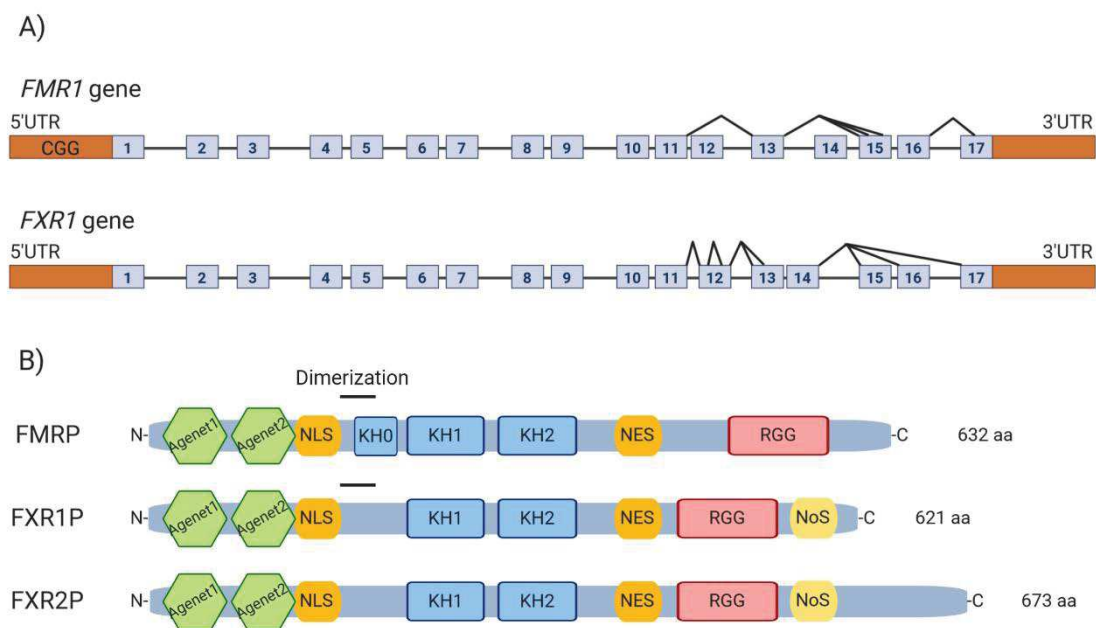 A)
FMR1 gene
5'UTR 3'UTR
CGG 1 2 3 4 5 6 7 8 9 10 11 12 13 14 15 16 17
FXR1 gene
5'UTR 3'UTR
1 2 3 4 5 6 7 8 9 10 11 12 13 14 15 16 17
B)
Dimerization
FMRP N- Agenet1 Agenet2 NLS KH0 KH1 KH2 NES RGG -C 632 aa
FXR1P N- Agenet1 Agenet2 NLS KH1 KH2 NES RGG NoS -C 621 aa
FXR2P N- Agenet1 Agenet2 NLS KH1 KH2 NES RGG NoS -C 673 aa